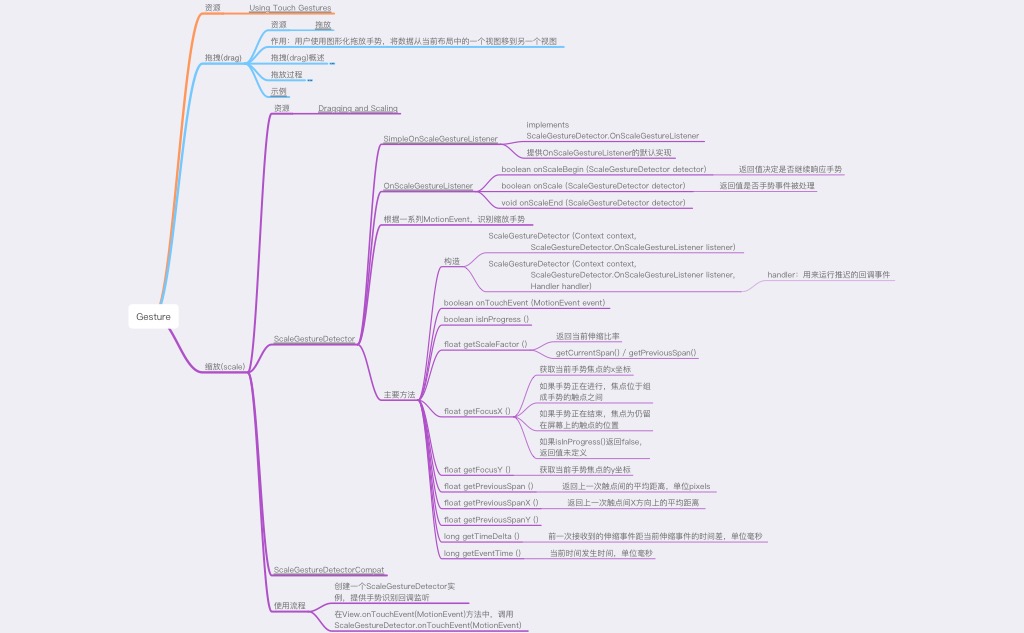 资源
Using Touch Gestures
资源
拖放
作用：用户使用图形化拖放手势，将数据从当前布局中的一个视图移到另一个视图
拖拽(drag)
拖拽(drag)概述
拖放过程
示例
资源
Dragging and Scaling
SimpleOnScaleGestureListener
implements
ScaleGestureDetector.OnScaleGestureListener
提供OnScaleGestureListener的默认实现
OnScaleGestureListener
boolean onScaleBegin (ScaleGestureDetector detector)
返回值决定是否继续响应手势
boolean onScale (ScaleGestureDetector detector)
返回值是否手势事件被处理
void onScaleEnd (ScaleGestureDetector detector)
根据一系列MotionEvent，识别缩放手势
构造
ScaleGestureDetector (Context context,
ScaleGestureDetector.OnScaleGestureListener listener)
ScaleGestureDetector (Context context,
ScaleGestureDetector.OnScaleGestureListener listener,
Handler handler)
handler：用来运行推迟的回调事件
boolean onTouchEvent (MotionEvent event)
boolean isInProgress ()
Gesture
ScaleGestureDetector
float getScaleFactor ()
返回当前伸缩比率
getCurrentSpan() / getPreviousSpan()
缩放(scale)
主要方法
float getFocusX ()
获取当前手势焦点的x坐标
如果手势正在进行，焦点位于组
成手势的触点之间
如果手势正在结束，焦点为仍留
在屏幕上的触点的位置
如果isInProgress()返回false，
返回值未定义
float getFocusY ()
获取当前手势焦点的y坐标
float getPreviousSpan ()
返回上一次触点间的平均距离，单位pixels
float getPreviousSpanX ()
返回上一次触点间X方向上的平均距离
float getPreviousSpanY ()
long getTimeDelta ()
前一次接收到的伸缩事件距当前伸缩事件的时间差，单位毫秒
long getEventTime ()
当前时间发生时间，单位毫秒
ScaleGestureDetectorCompat
使用流程
创建一个ScaleGestureDetector实
例，提供手势识别回调监听
在View.onTouchEvent(MotionEvent)方法中，调用
ScaleGestureDetector.onTouchEvent(MotionEvent)